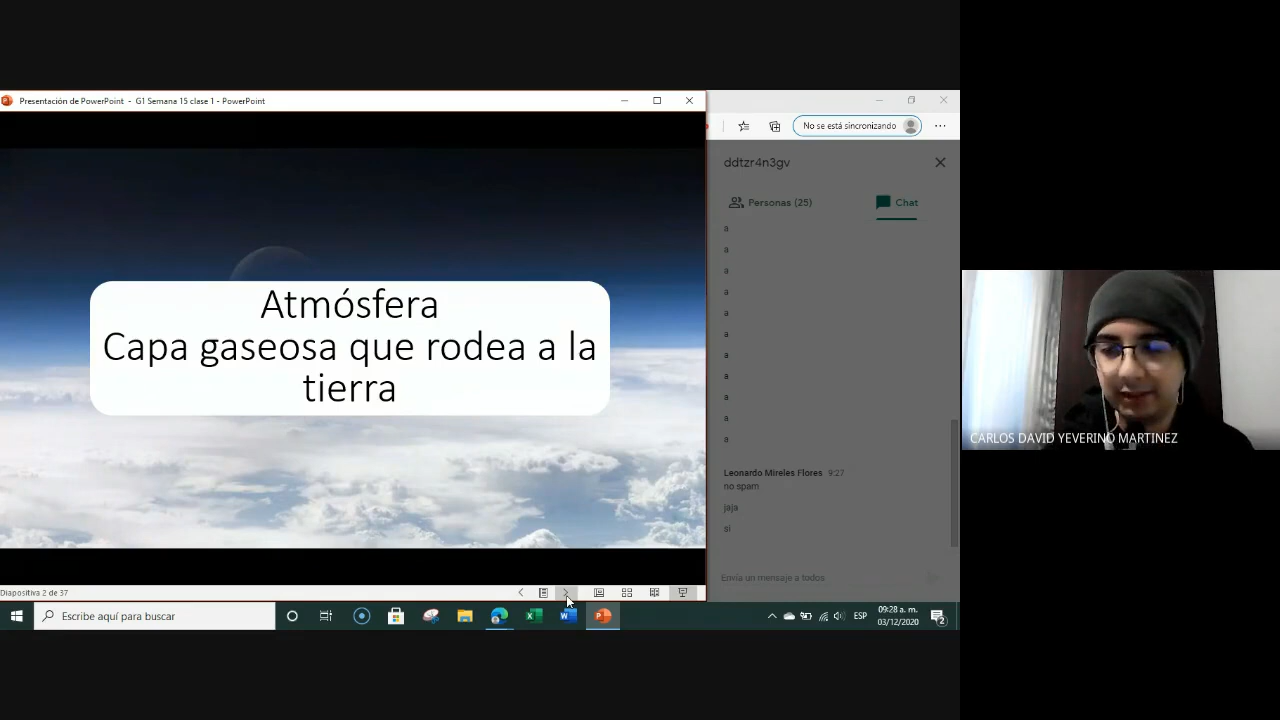 Presentación de PowerPoint - G1 Semana 15 clase 1 - PowerPoint
Atmósfera
Capa gaseosa que rodea a la
tierra
Diapositiva 2 de 37
No se está sincronizando
ddtzr4n3gv
Personas (25)
Chat
a
a
a
a
a
a
a
a
a
a
a
Leonardo Mireles Flores 9:27
no spam
jaja
si
Envía un mensaje a todos
CARLOS DAVID YEVERINO MARTINEZ
Escribe aquí para buscar
ESP
09:28 a. m.
03/12/2020
2